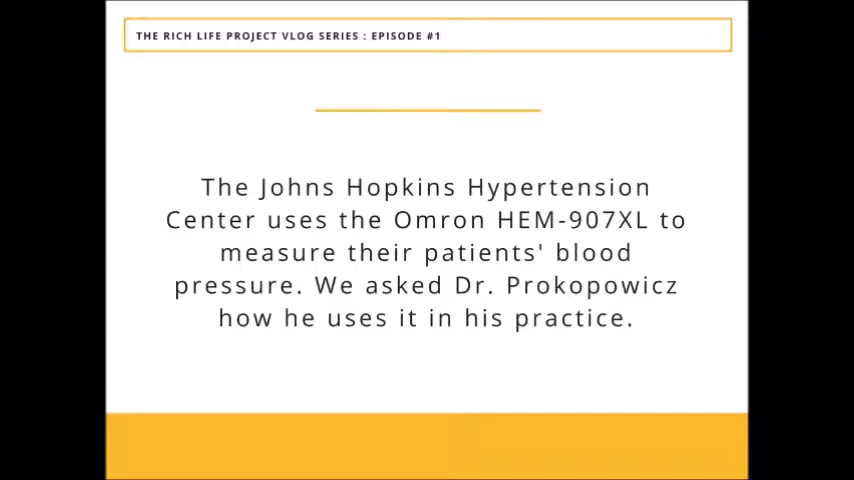 THE RICH LIFE PROJECT VLOG SERIES : EPISODE #1
The Johns Hopkins Hypertension
Center uses the Omron HEM-907XL to
measure their patients' blood
pressure. We asked Dr. Prokopowicz
how he uses it in his practice.